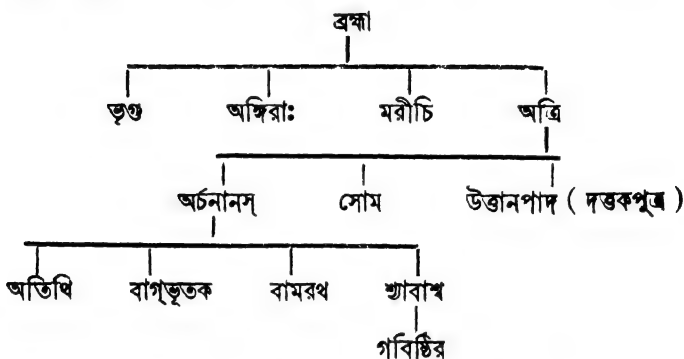 ব্রহ্মা
ভৃগু অঙ্গিরাঃ মরীচি অত্রি
অর্চনানস্ সোম উত্তানপাদ ( দত্তকপুত্র )
অতিথি বাগ্‌ভূতক বামরথ শ্যাবাশ্ব
গবিষ্ঠির